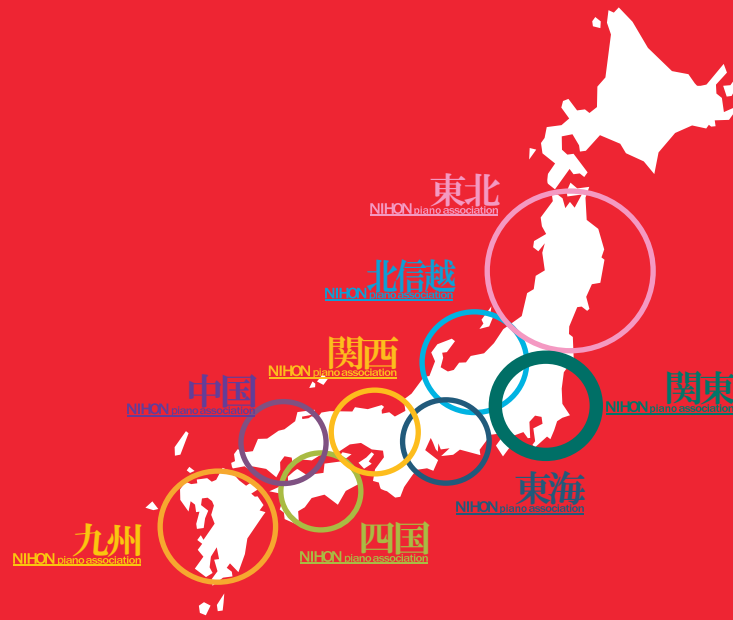 東北
NIHON piano association
北信越
NIHON piano association
関西
NIHON piano association
中国
NIHON piano association
関東
NIHON piano association
東海
NIHON piano association
九州
NIHON piano association
四国
NIHON piano association